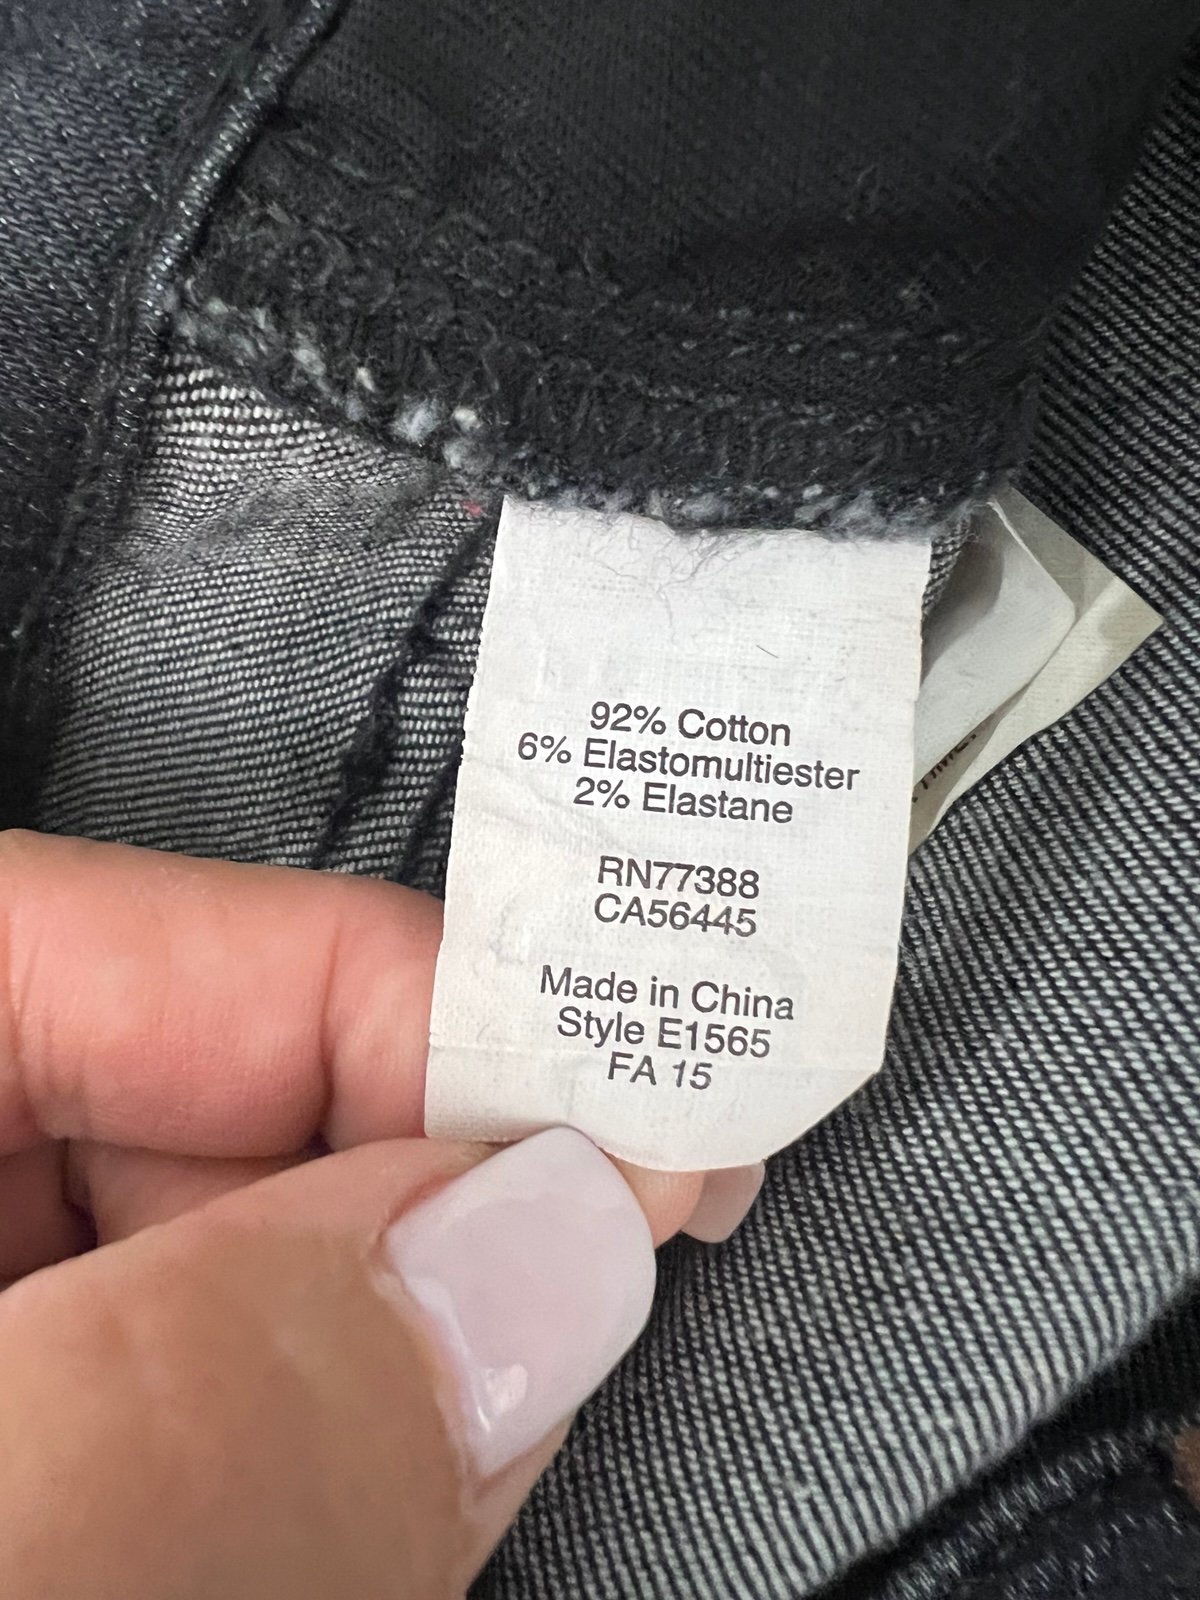 92% Cotton
6% Elastomultiester
2% Elastane
RN77388
CA56445
Made in China
Style E1565
FA 15